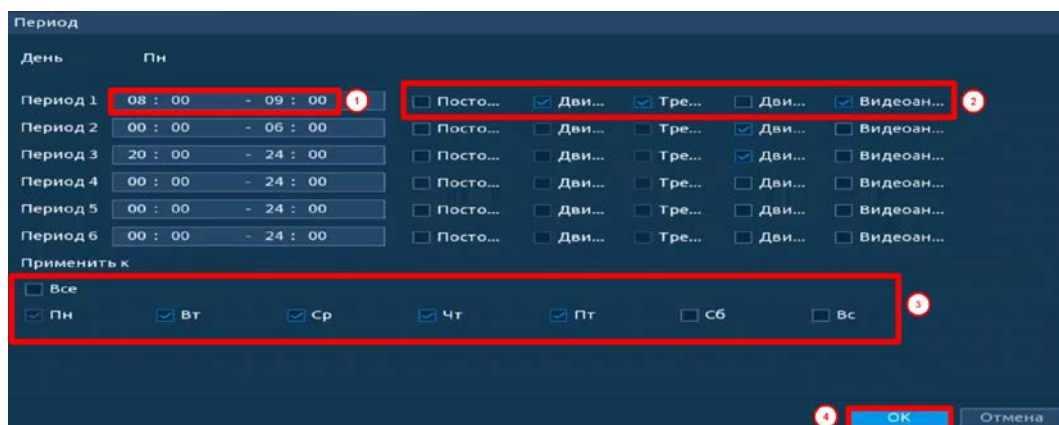 Период
День Пн
Период 1 08 : 00 - 09 : 00 1 Посто... Дви... Тре... Дви... Видеоан... 2
Период 2 00 : 00 - 06 : 00 Посто... Дви... Тре... Дви... Видеоан...
Период 3 20 : 00 - 24 : 00 Посто... Дви... Тре... Дви... Видеоан...
Период 4 00 : 00 - 24 : 00 Посто... Дви... Тре... Дви... Видеоан...
Период 5 00 : 00 - 24 : 00 Посто... Дви... Тре... Дви... Видеоан...
Период 6 00 : 00 - 24 : 00 Посто... Дви... Тре... Дви... Видеоан...
Применить к
Все
Пн Вт Ср Чт Пт Сб Вс 3
4 OK Отмена